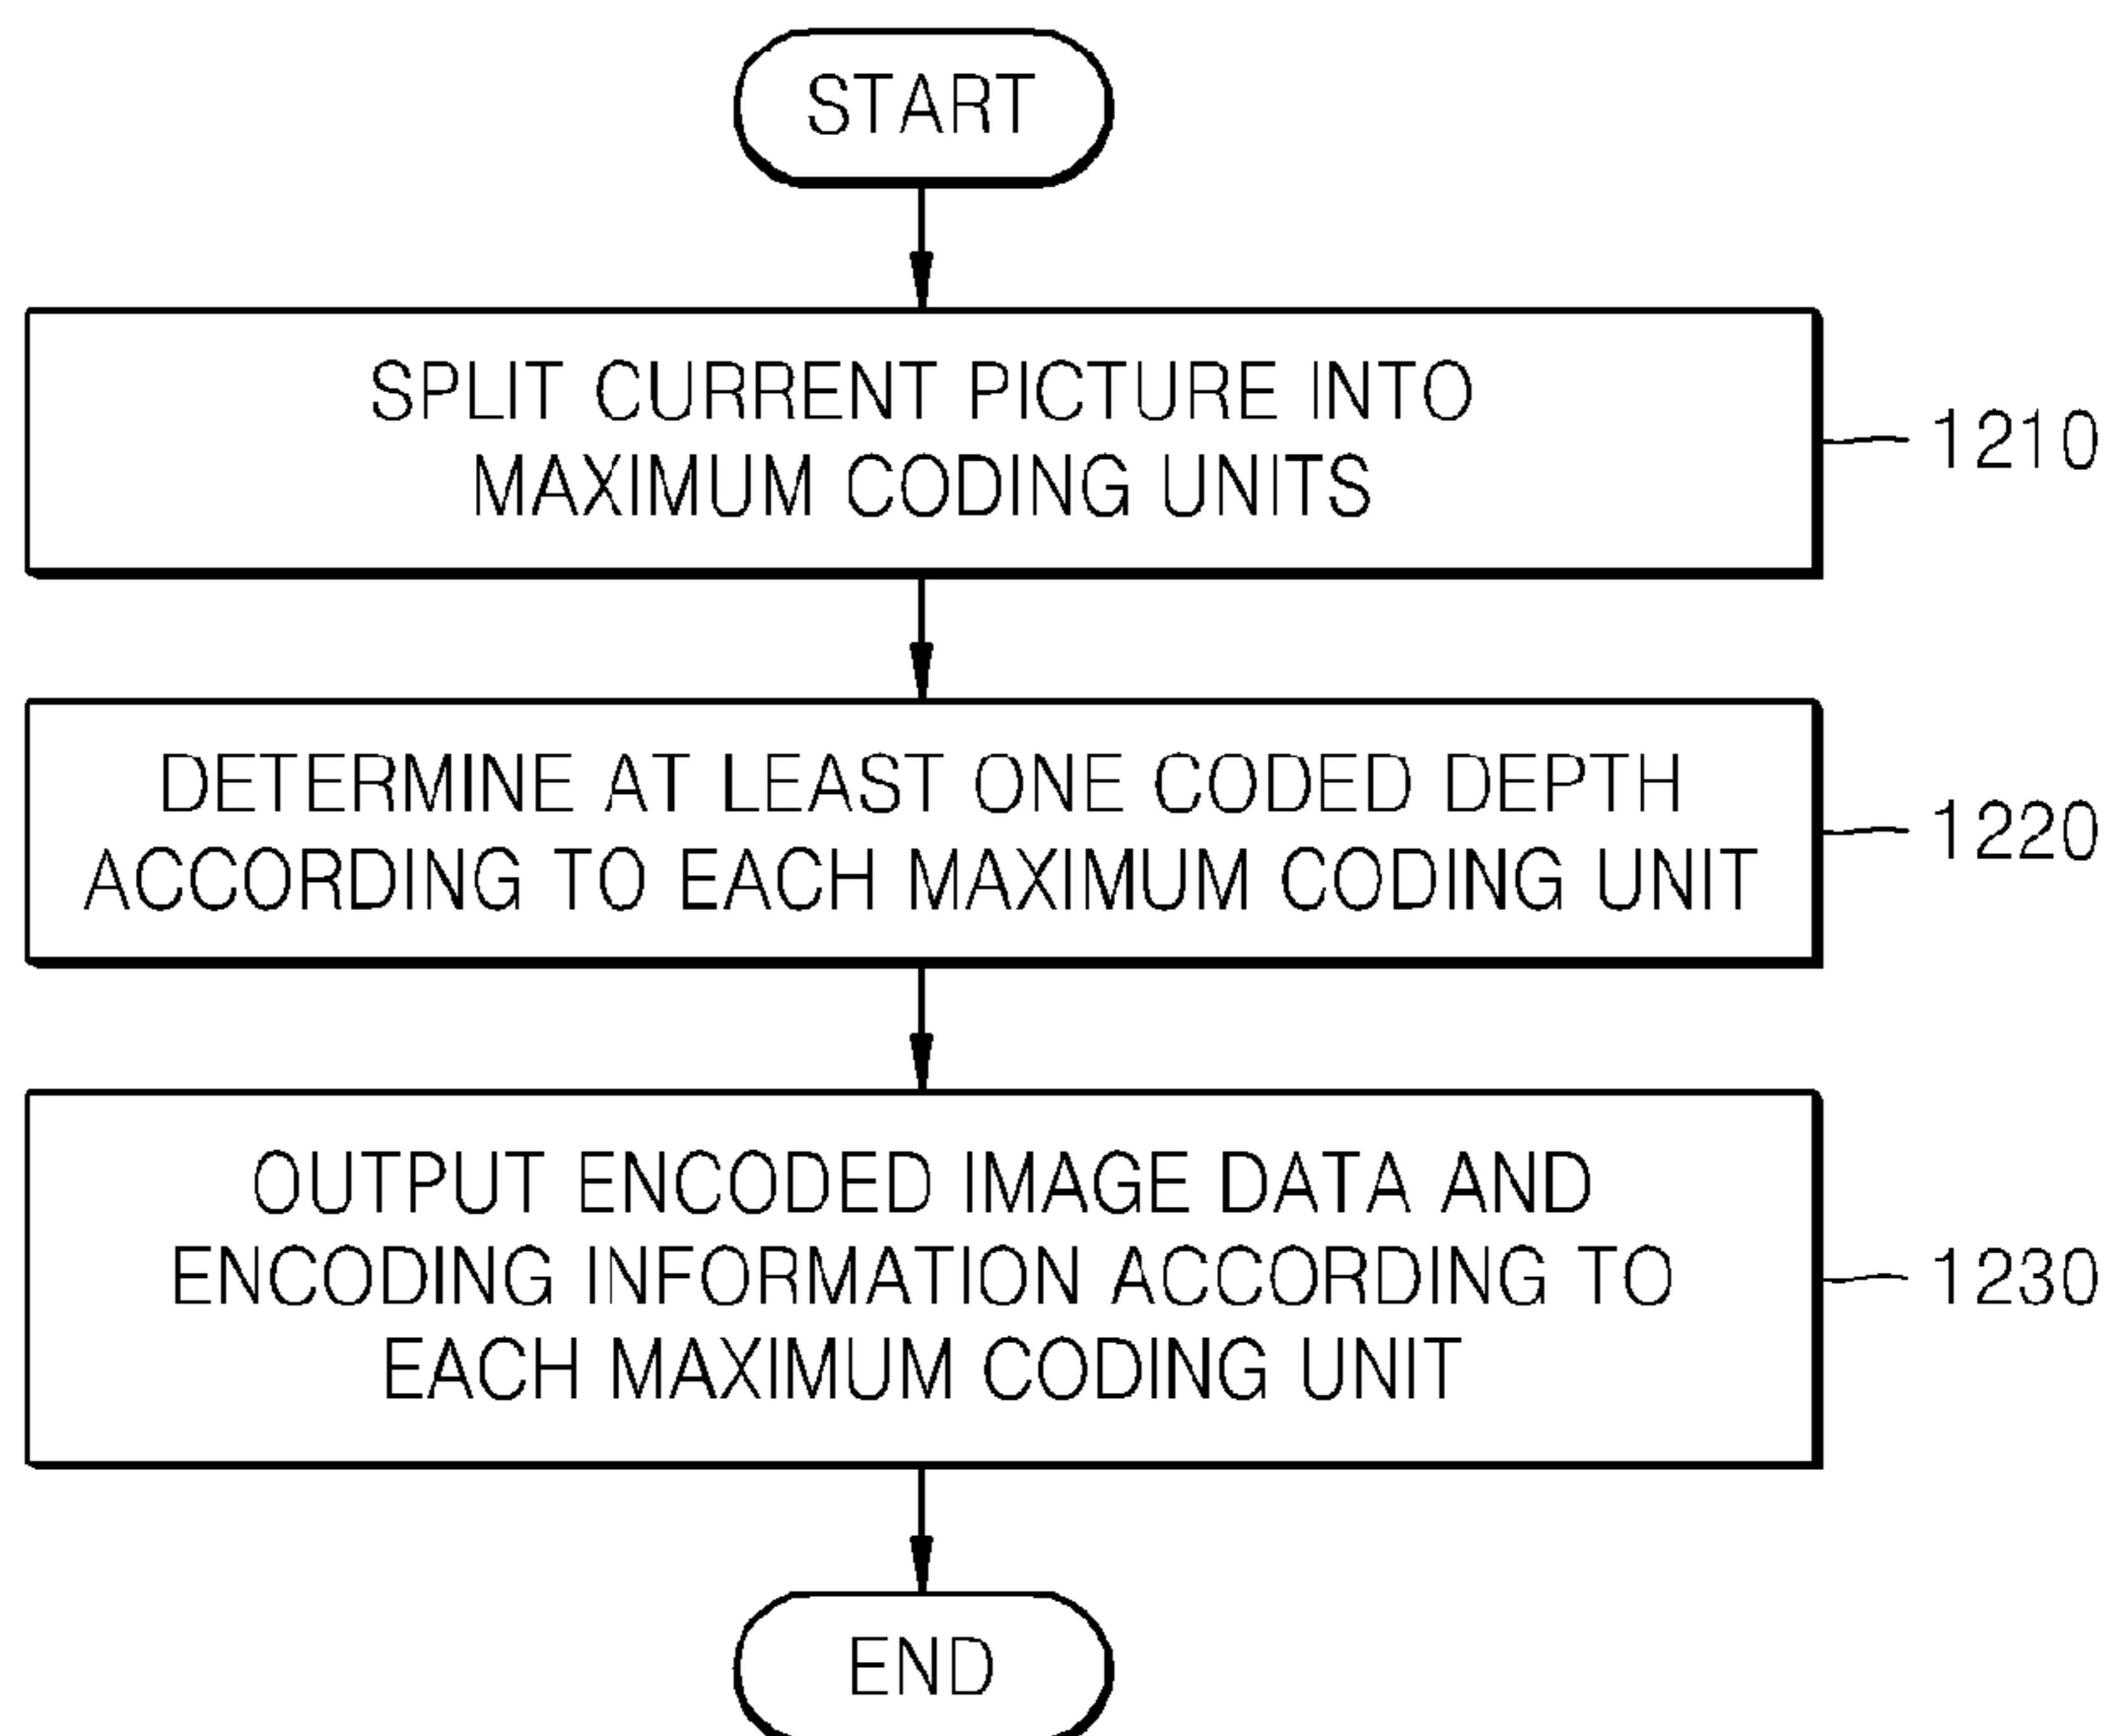 START
SPLIT CURRENT PICTURE INTO
MAXIMUM CODING UNITS
1210
DETERMINE AT LEAST ONE CODED DEPTH
ACCORDING TO EACH MAXIMUM CODING UNIT
1220
OUTPUT ENCODED IMAGE DATA AND
ENCODING INFORMATION ACCORDING TO
EACH MAXIMUM CODING UNIT
1230
END